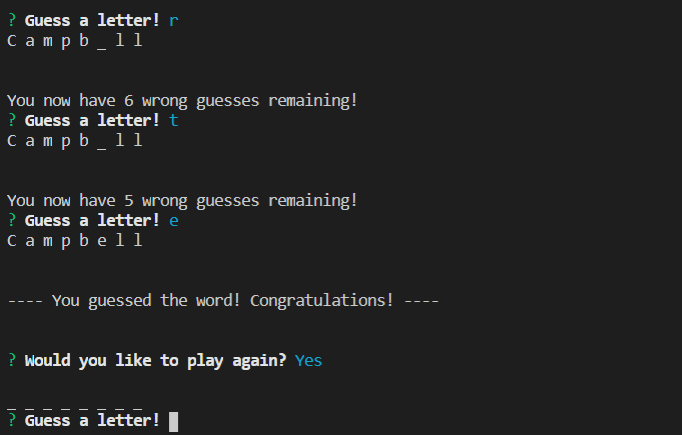 ? Guess a letter! r
C a m p b _ l l
You now have 6 wrong guesses remaining!
? Guess a letter! t
C a m p b _ l l
You now have 5 wrong guesses remaining!
? Guess a letter! e
C a m p b e l l
---- You guessed the word! Congratulations! ----
? Would you like to play again? Yes
_ _ _ _ _ _ _ _
? Guess a letter!